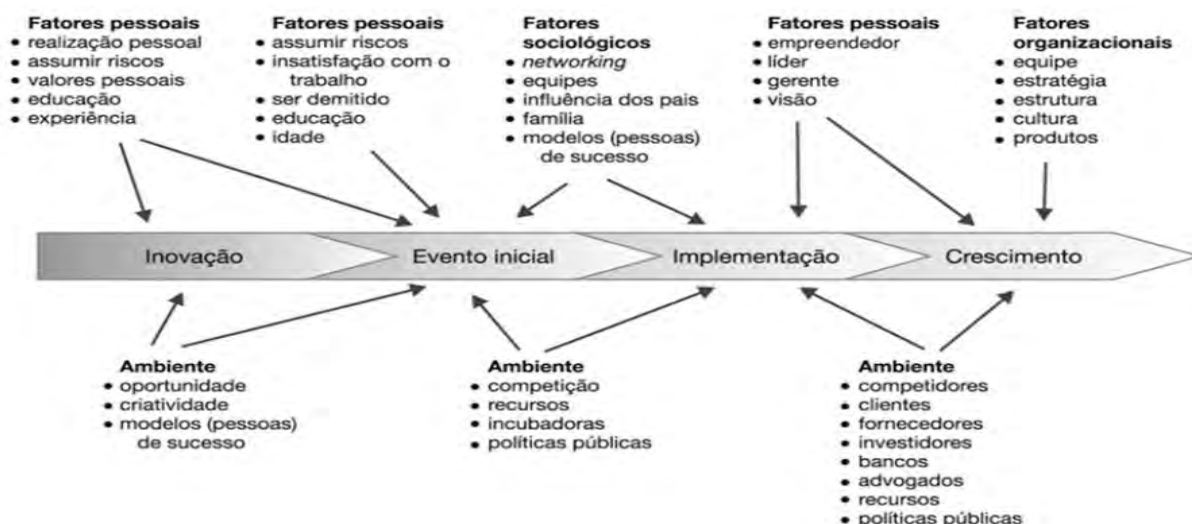 Fatores pessoais
• realização pessoal
• assumir riscos
• valores pessoais
• educação
• experiência
Fatores pessoais
• assumir riscos
• insatisfação com o
trabalho
• ser demitido
• educação
• idade
Fatores
sociológicos
• networking
• equipes
• influência dos pais
• família
• modelos (pessoas)
de sucesso
Fatores pessoais
• empreendedor
• líder
• gerente
• visão
Fatores
organizacionais
• equipe
• estratégia
• estrutura
• cultura
• produtos
Inovação
Evento inicial
Implementação
Crescimento
Ambiente
• oportunidade
• criatividade
• modelos (pessoas)
de sucesso
Ambiente
• competição
• recursos
• incubadoras
• políticas públicas
Ambiente
• competidores
• clientes
• fornecedores
• investidores
• bancos
• advogados
• recursos
• políticas públicas